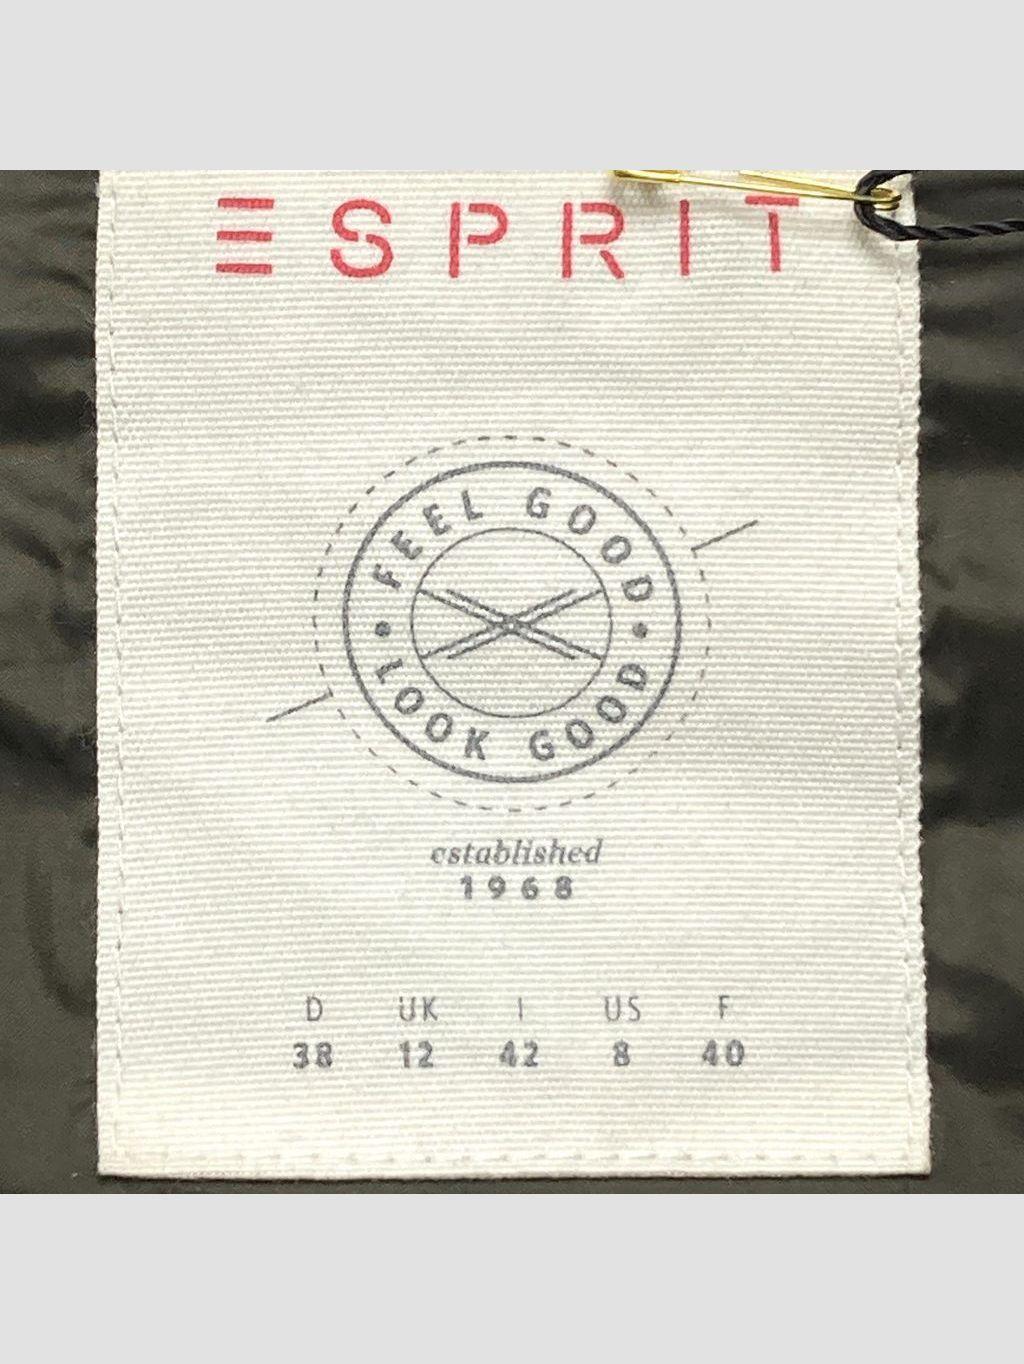 ESPRIT
FEEL GOOD
• LOOK GOOD •
established
1968
D UK I US F
38 12 42 8 40